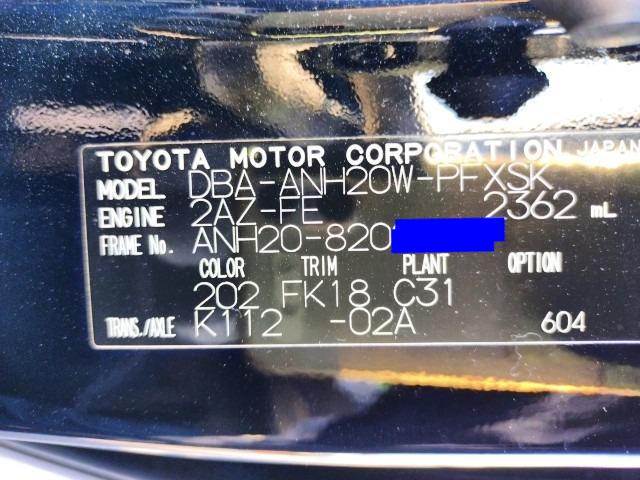 TOYOTA MOTOR CORPORATION JAPAN
MODEL DBA-ANH20W-PFXSK
ENGINE 2AZ-FE 2362 mL
FRAME No. ANH20-820
COLOR TRIM PLANT OPTION
202 FK18 C31
TRANS./AXLE K112 -02A 604